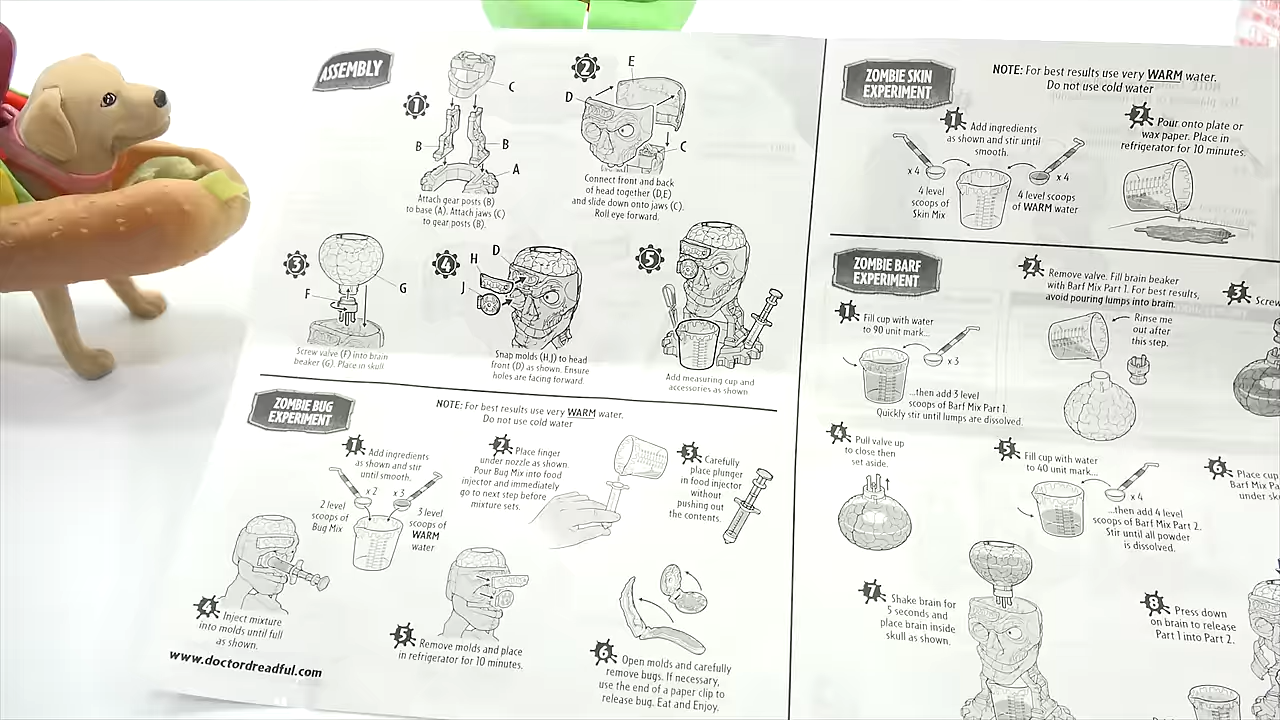 ASSEMBLY
1
C
B
B
A
Attach gear posts (B)
to base (A). Attach jaws (C)
to gear posts (B).
2
E
D
C
Connect front and back
of head together (D,E)
and slide down onto jaws (C).
Roll eye forward.
3
F
G
Screw valve (F) into brain
beaker (G). Place in skull.
4
D
H
J
Snap molds (H,J) to head
front (D) as shown. Ensure
holes are facing forward.
5
Add measuring cup and
accessories as shown
ZOMBIE BUG
EXPERIMENT
NOTE: For best results use very WARM water.
Do not use cold water
1
Add ingredients
as shown and stir
until smooth.
x 2
x 3
2 level
scoops of
Bug Mix
3 level
scoops of
WARM
water
2
Place finger
under nozzle as shown.
Pour Bug Mix into food
injector and immediately
go to next step before
mixture sets.
3
Carefully
place plunger
in food injector
without
pushing out
the contents.
4
Inject mixture
into molds until full
as shown.
5
Remove molds and place
in refrigerator for 10 minutes.
6
Open molds and carefully
remove bugs. If necessary,
use the end of a paper clip to
release bug. Eat and Enjoy.
www.doctordreadful.com
ZOMBIE SKIN
EXPERIMENT
NOTE: For best results use very WARM water.
Do not use cold water
1
Add ingredients
as shown and stir until
smooth.
x 4
x 4
4 level
scoops of
Skin Mix
4 level scoops
of WARM water
2
Pour onto plate or
wax paper. Place in
refrigerator for 10 minutes.
ZOMBIE BARF
EXPERIMENT
1
Fill cup with water
to 90 unit mark...
x 3
...then add 3 level
scoops of Barf Mix Part 1.
Quickly stir until lumps are dissolved.
2
Remove valve. Fill brain beaker
with Barf Mix Part 1. For best results,
avoid pouring lumps into brain.
Rinse me
out after
this step.
3
Screw
4
Pull valve up
to close then
set aside.
5
Fill cup with water
to 40 unit mark...
x 4
...then add 4 level
scoops of Barf Mix Part 2.
Stir until all powder
is dissolved.
6
Place cup
Barf Mix Pa
under sk
7
Shake brain for
5 seconds and
place brain inside
skull as shown.
8
Press down
on brain to release
Part 1 into Part 2.